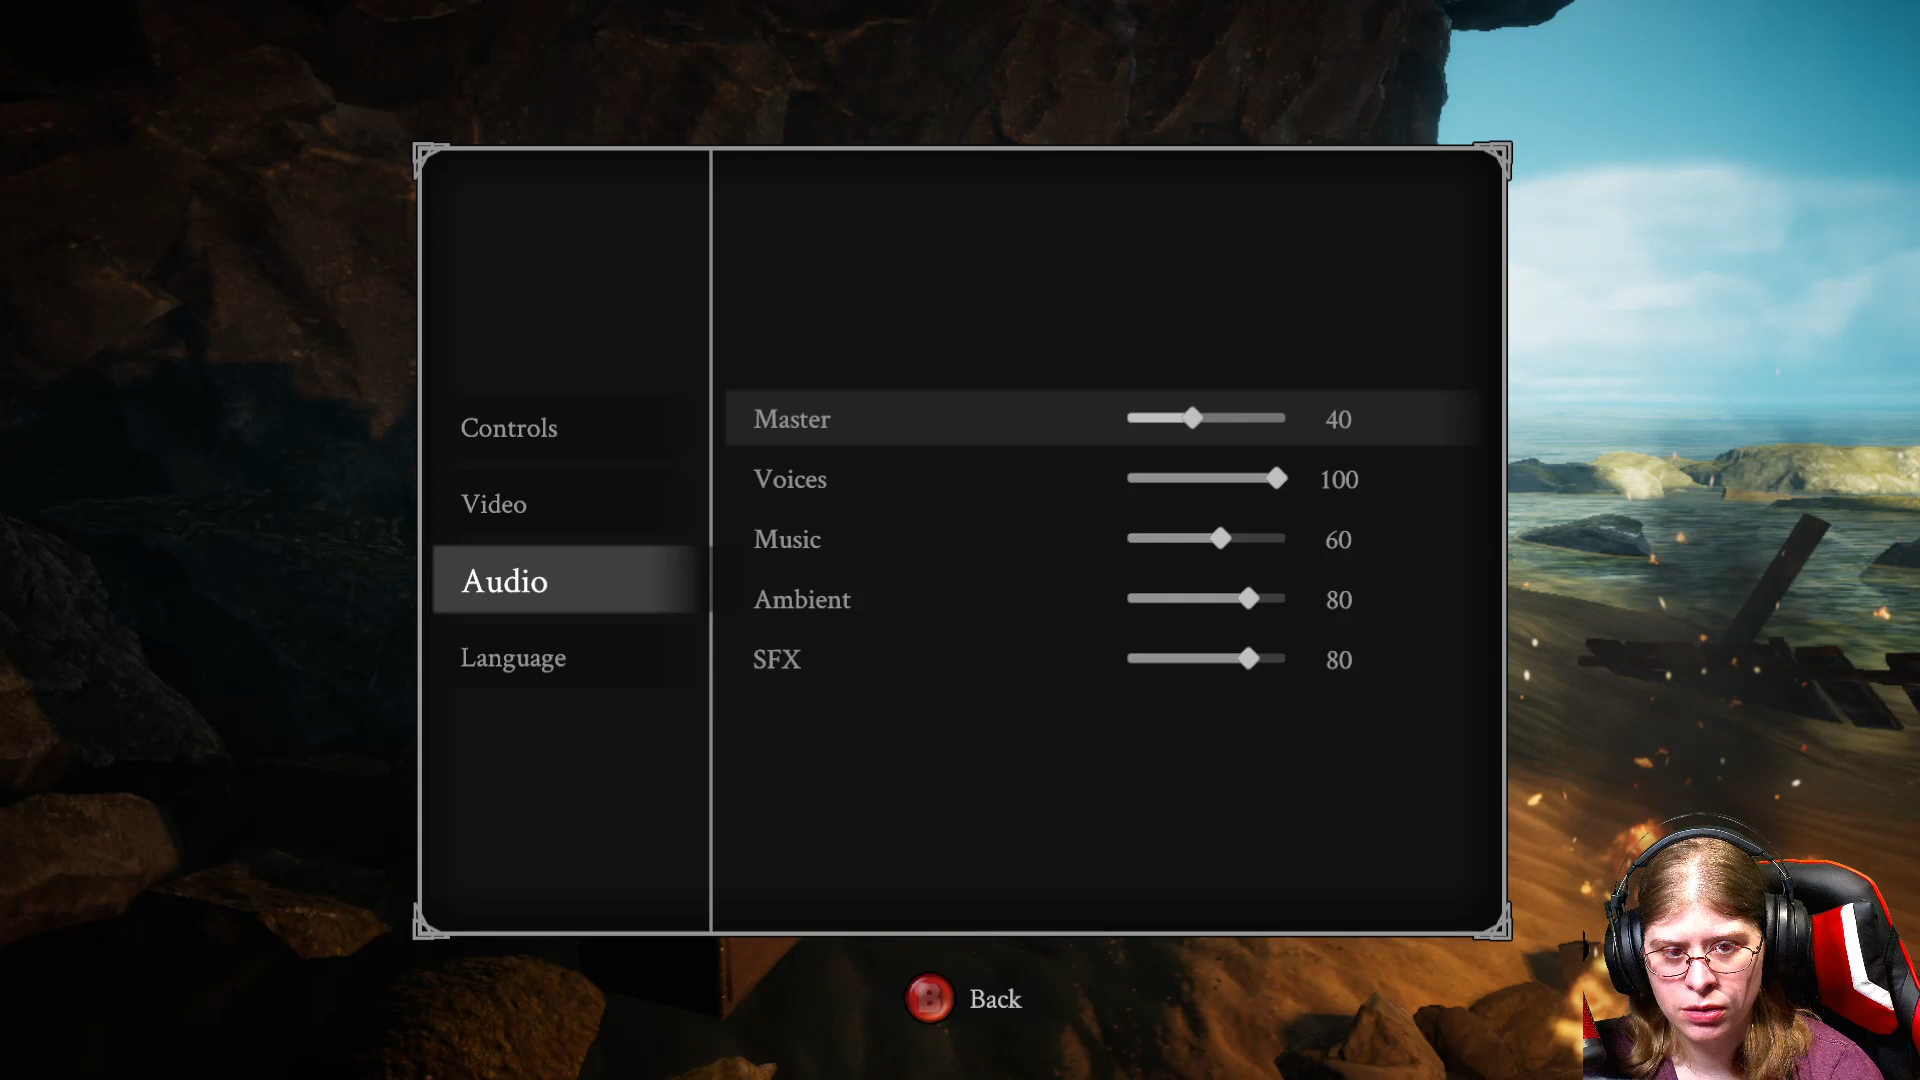 Controls
Video
Audio
Language
Master 40
Voices 100
Music 60
Ambient 80
SFX 80
B Back